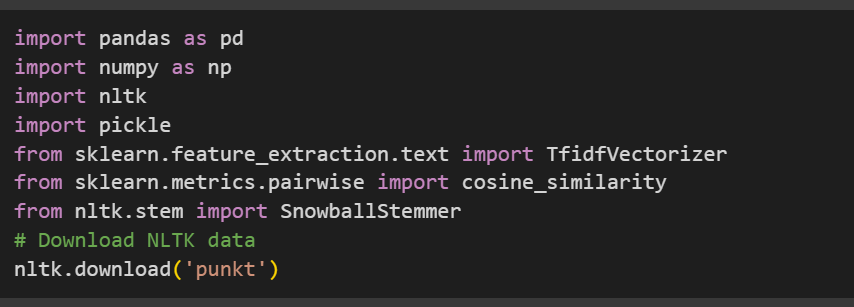 import pandas as pd
import numpy as np
import nltk
import pickle
from sklearn.feature_extraction.text import TfidfVectorizer
from sklearn.metrics.pairwise import cosine_similarity
from nltk.stem import SnowballStemmer
# Download NLTK data
nltk.download('punkt')